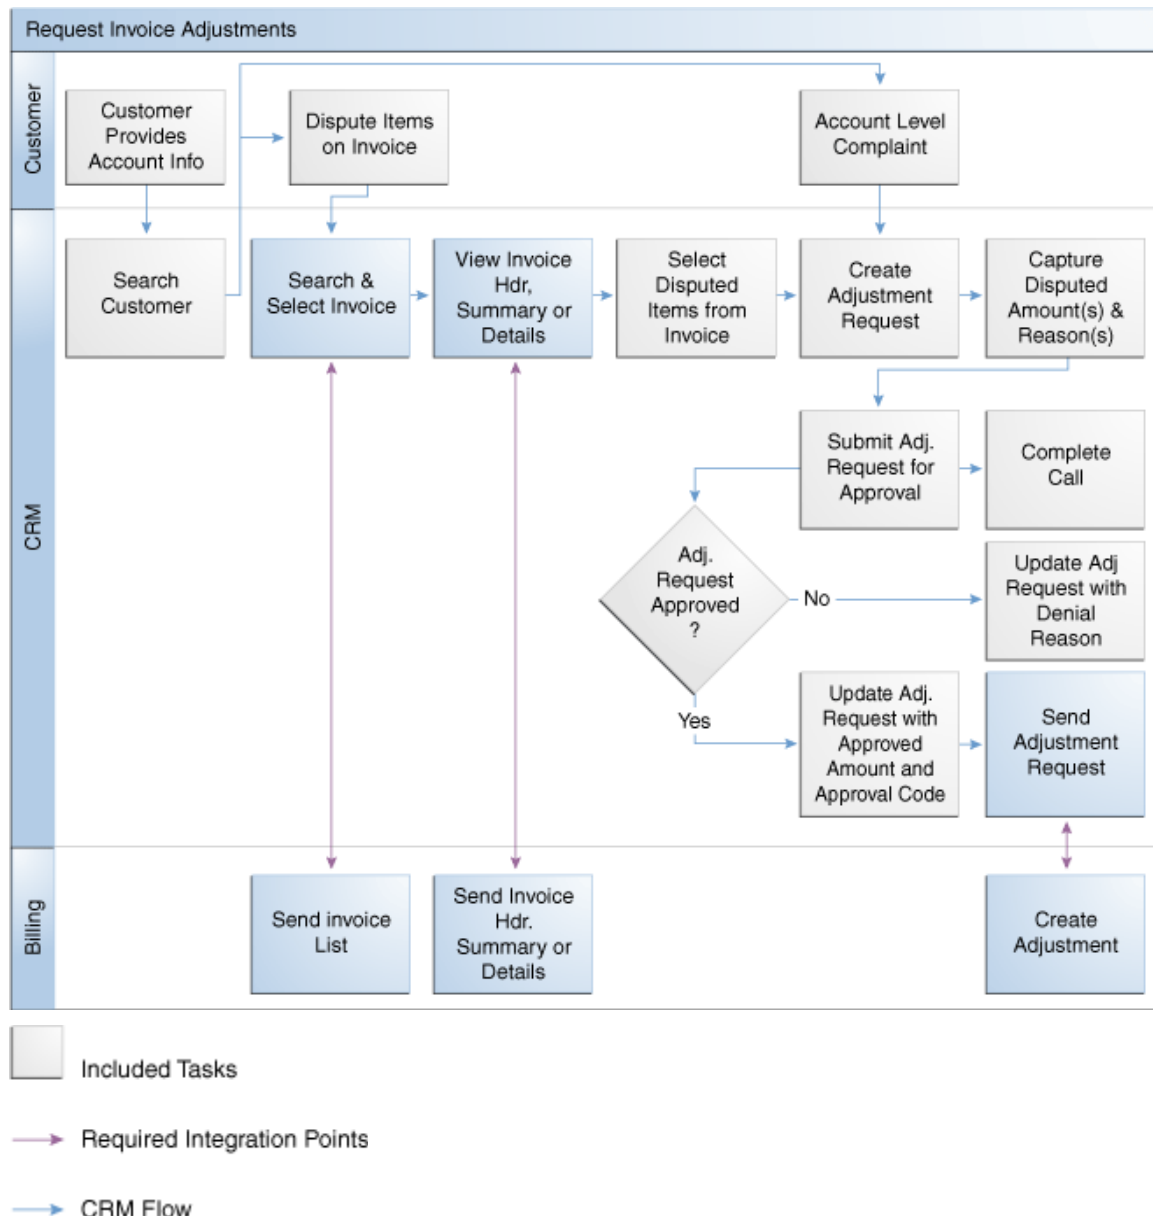 Request Invoice Adjustments
Customer
Customer
Provides
Account Info
Dispute Items
on Invoice
Account Level
Complaint
CRM
Search
Customer
Search &
Select Invoice
View Invoice
Hdr,
Summary or
Details
Select
Disputed
Items from
Invoice
Create
Adjustment
Request
Capture
Disputed
Amount(s) &
Reason(s)
Submit Adj.
Request for
Approval
Complete
Call
Adj.
Request
Approved
?
No
Update Adj
Request with
Denial
Reason
Yes
Update Adj.
Request with
Approved
Amount and
Approval Code
Send
Adjustment
Request
Billing
Send invoice
List
Send Invoice
Hdr.
Summary or
Details
Create
Adjustment
Included Tasks
Required Integration Points
CRM Flow